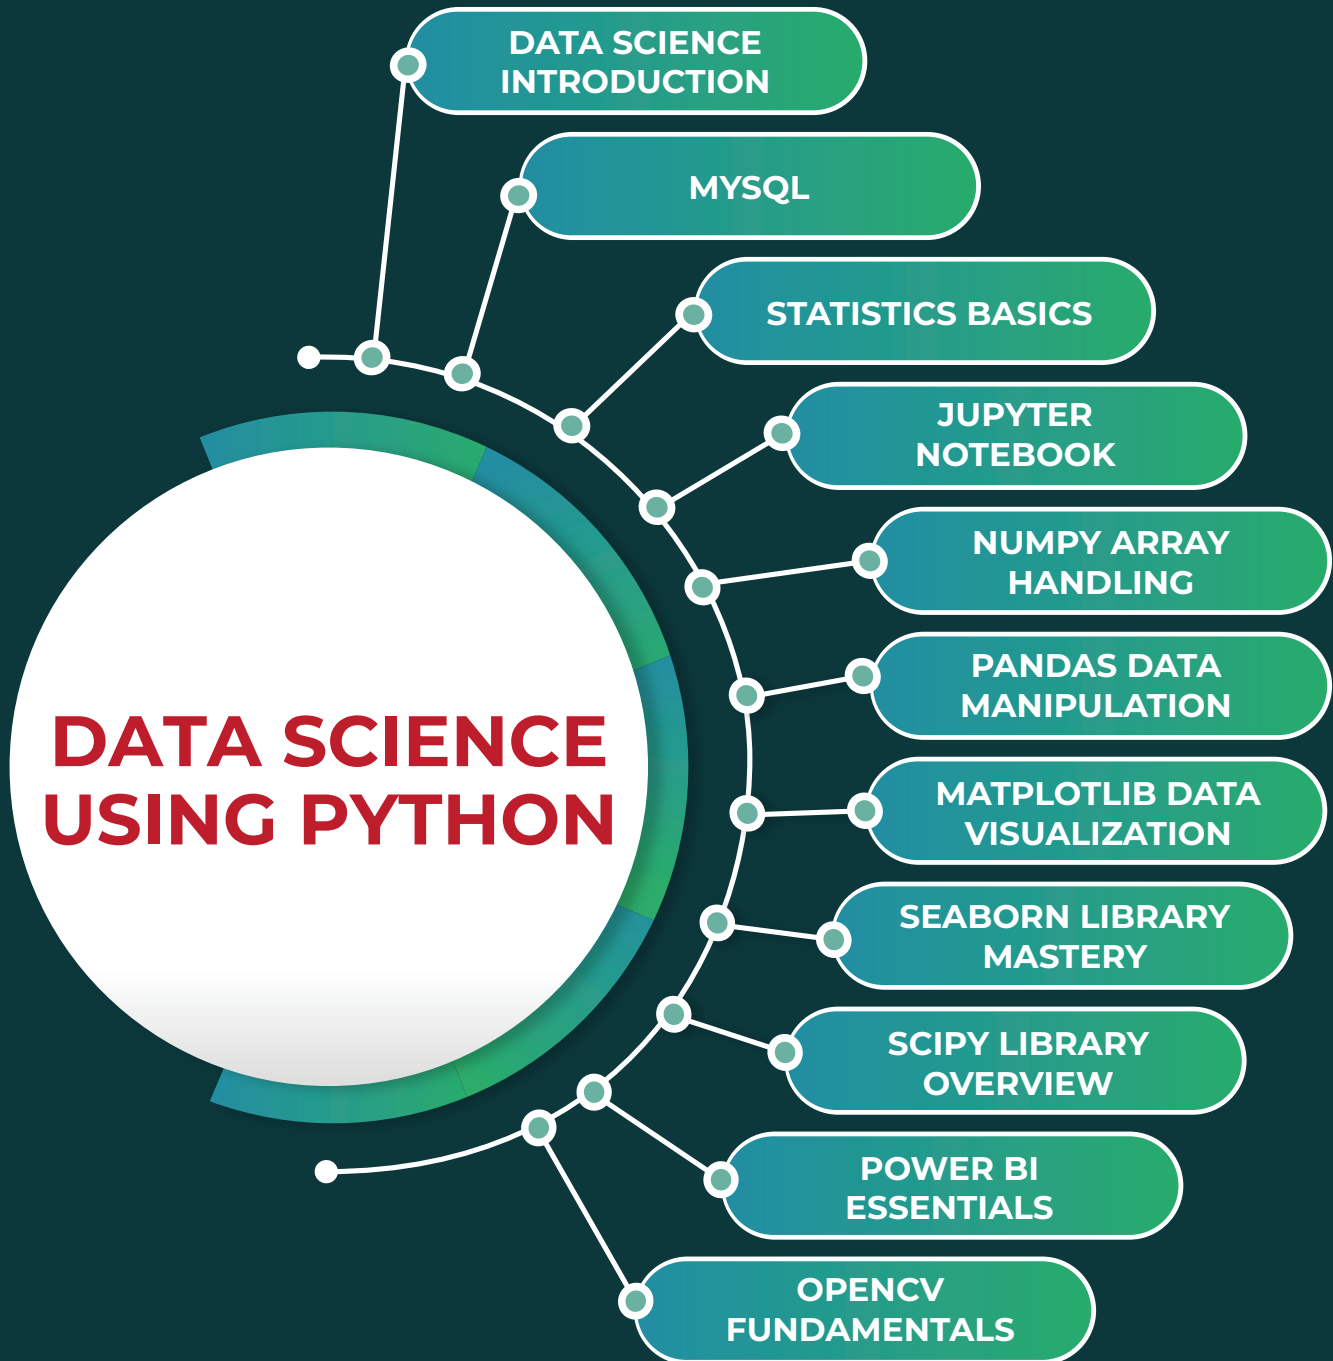 DATA SCIENCE
INTRODUCTION
MYSQL
STATISTICS BASICS
JUPYTER
NOTEBOOK
NUMPY ARRAY
HANDLING
PANDAS DATA
MANIPULATION
DATA SCIENCE
USING PYTHON
MATPLOTLIB DATA
VISUALIZATION
SEABORN LIBRARY
MASTERY
SCIPY LIBRARY
OVERVIEW
POWER BI
ESSENTIALS
OPENCV
FUNDAMENTALS